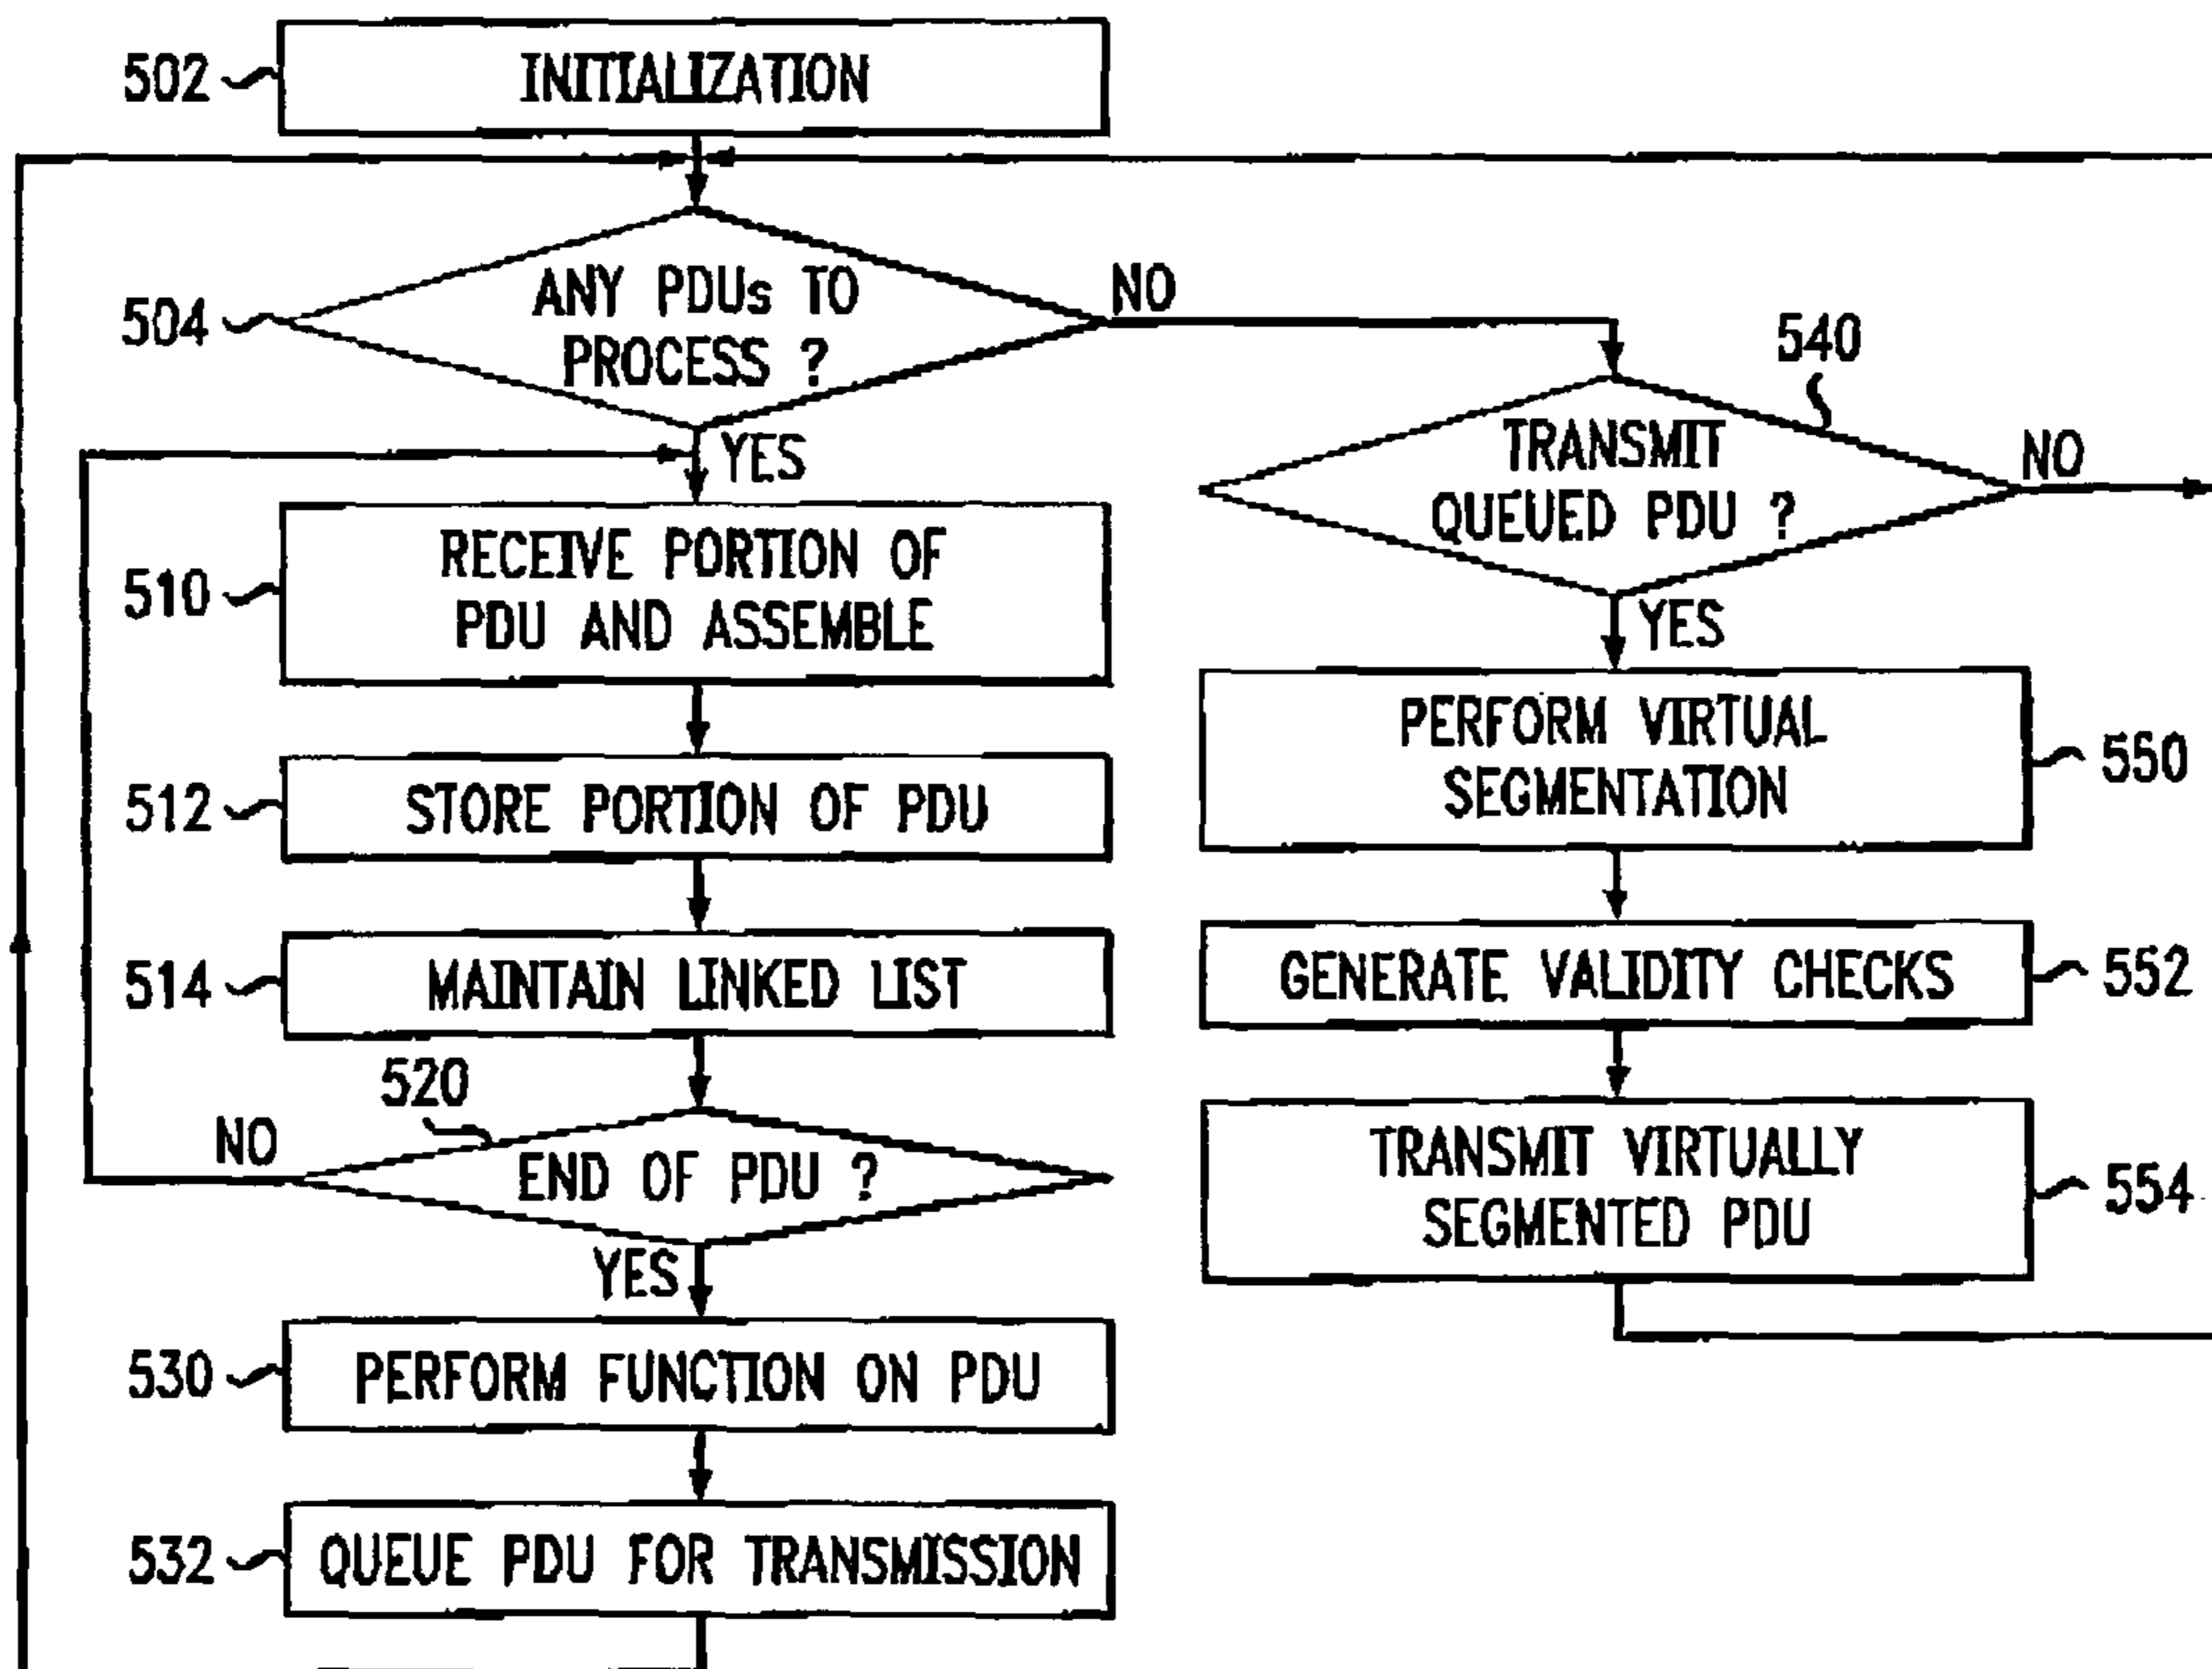 502
INITIALIZATION
504
ANY PDUs TO
PROCESS ?
NO
YES
510
RECEIVE PORTION OF
PDU AND ASSEMBLE
512
STORE PORTION OF PDU
514
MAINTAIN LINKED LIST
520
NO
END OF PDU ?
YES
530
PERFORM FUNCTION ON PDU
532
QUEUE PDU FOR TRANSMISSION
540
TRANSMIT
QUEUED PDU ?
NO
YES
PERFORM VIRTUAL
SEGMENTATION
550
GENERATE VALIDITY CHECKS
552
TRANSMIT VIRTUALLY
SEGMENTED PDU
554